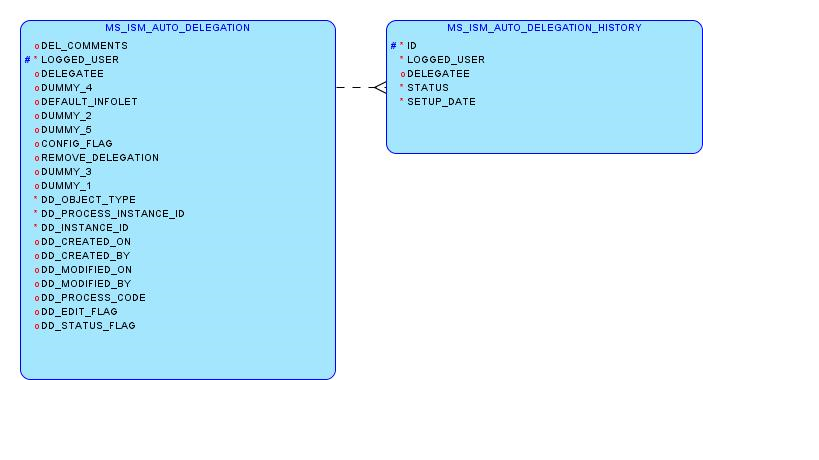 MS_ISM_AUTO_DELEGATION
o DEL_COMMENTS
# * LOGGED_USER
o DELEGATEE
o DUMMY_4
o DEFAULT_INFOLET
o DUMMY_2
o DUMMY_5
o CONFIG_FLAG
o REMOVE_DELEGATION
o DUMMY_3
o DUMMY_1
* DD_OBJECT_TYPE
* DD_PROCESS_INSTANCE_ID
* DD_INSTANCE_ID
o DD_CREATED_ON
o DD_CREATED_BY
o DD_MODIFIED_ON
o DD_MODIFIED_BY
o DD_PROCESS_CODE
o DD_EDIT_FLAG
o DD_STATUS_FLAG
MS_ISM_AUTO_DELEGATION_HISTORY
# * ID
* LOGGED_USER
o DELEGATEE
* STATUS
* SETUP_DATE